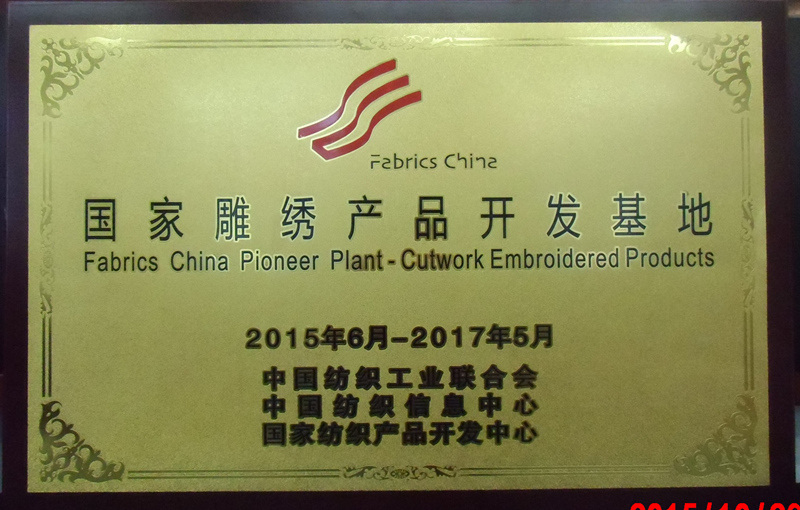 Fabrics China
国家雕绣产品开发基地
Fabrics China Pioneer Plant - Cutwork Embroidered Products
2015年6月-2017年5月
中国纺织工业联合会
中国纺织信息中心
国家纺织产品开发中心